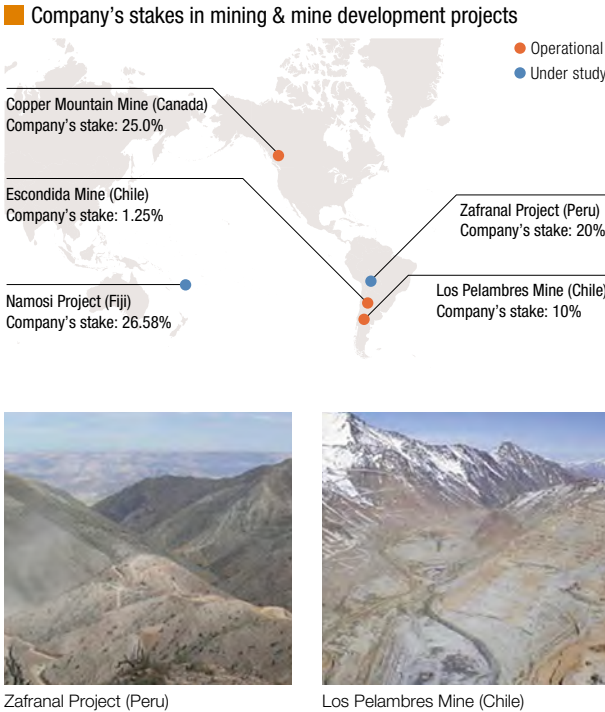 Company's stakes in mining & mine development projects
Operational
Under study
Copper Mountain Mine (Canada)
Company's stake: 25.0%
Escondida Mine (Chile)
Company's stake: 1.25%
Zafranal Project (Peru)
Company's stake: 20%
Namosi Project (Fiji)
Company's stake: 26.58%
Los Pelambres Mine (Chile)
Company's stake: 10%
Zafranal Project (Peru)
Los Pelambres Mine (Chile)